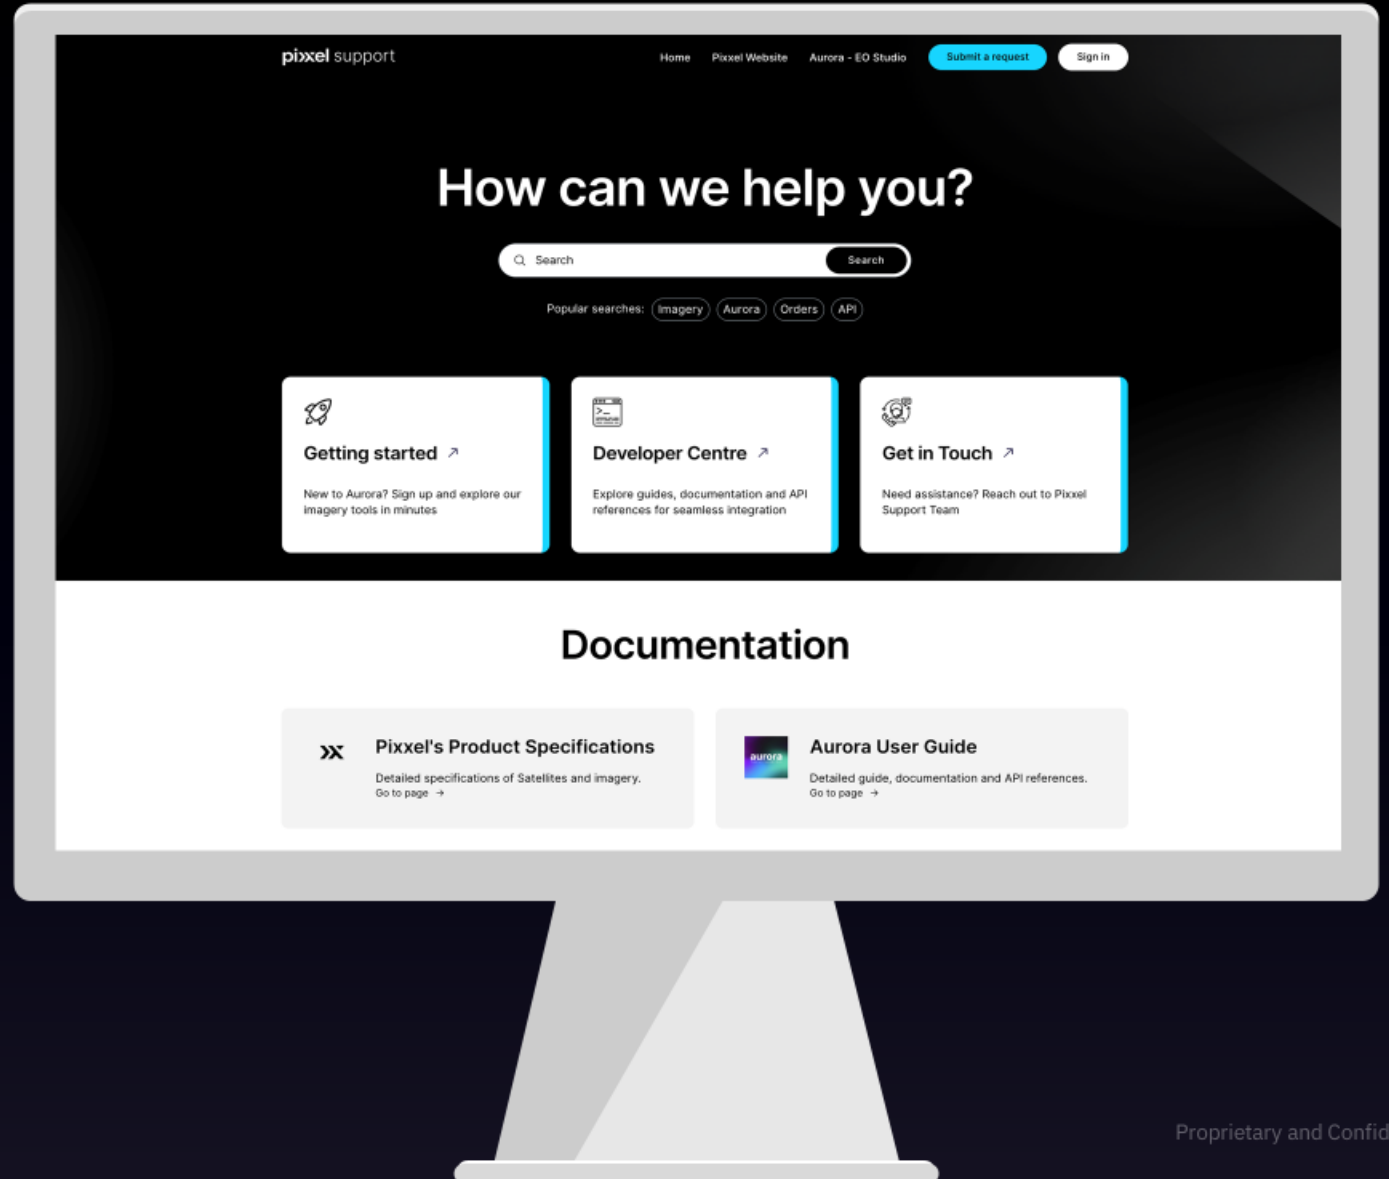 pixxel support
Home Pixxel Website Aurora - EO Studio Submit a request Sign in
How can we help you?
Search Search
Popular searches: Imagery Aurora Orders API
Getting started
New to Aurora? Sign up and explore our
imagery tools in minutes
Developer Centre
Explore guides, documentation and API
references for seamless integration
Get in Touch
Need assistance? Reach out to Pixxel
Support Team
Documentation
Pixxel's Product Specifications
Detailed specifications of Satellites and imagery.
Go to page →
aurora
Aurora User Guide
Detailed guide, documentation and API references.
Go to page →
Proprietary and Confid